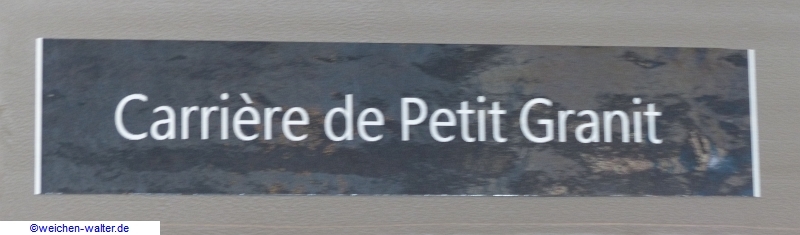 Carrière de Petit Granit
©weichen-walter.de